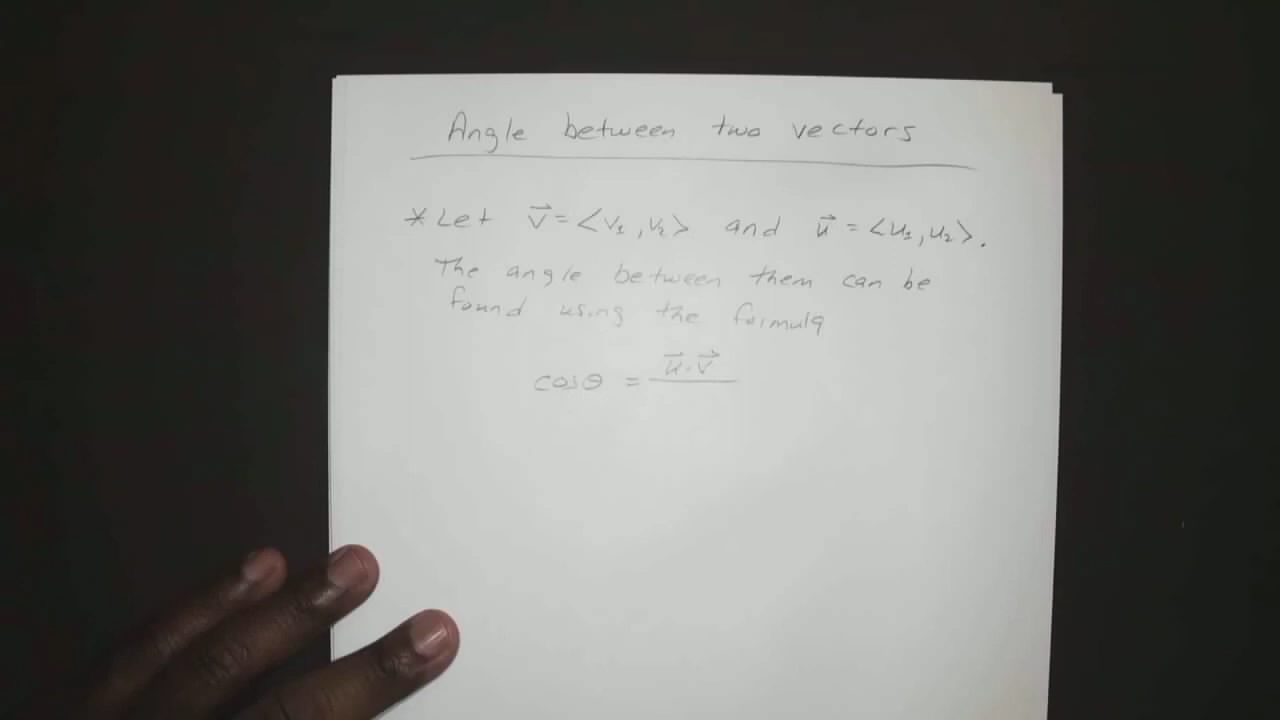 Angle between two vectors
* Let v⃗ = <v₁, v₂> and u⃗ = <u₁, u₂>.
The angle between them can be
found using the formula
cosθ = u⃗·v⃗ /